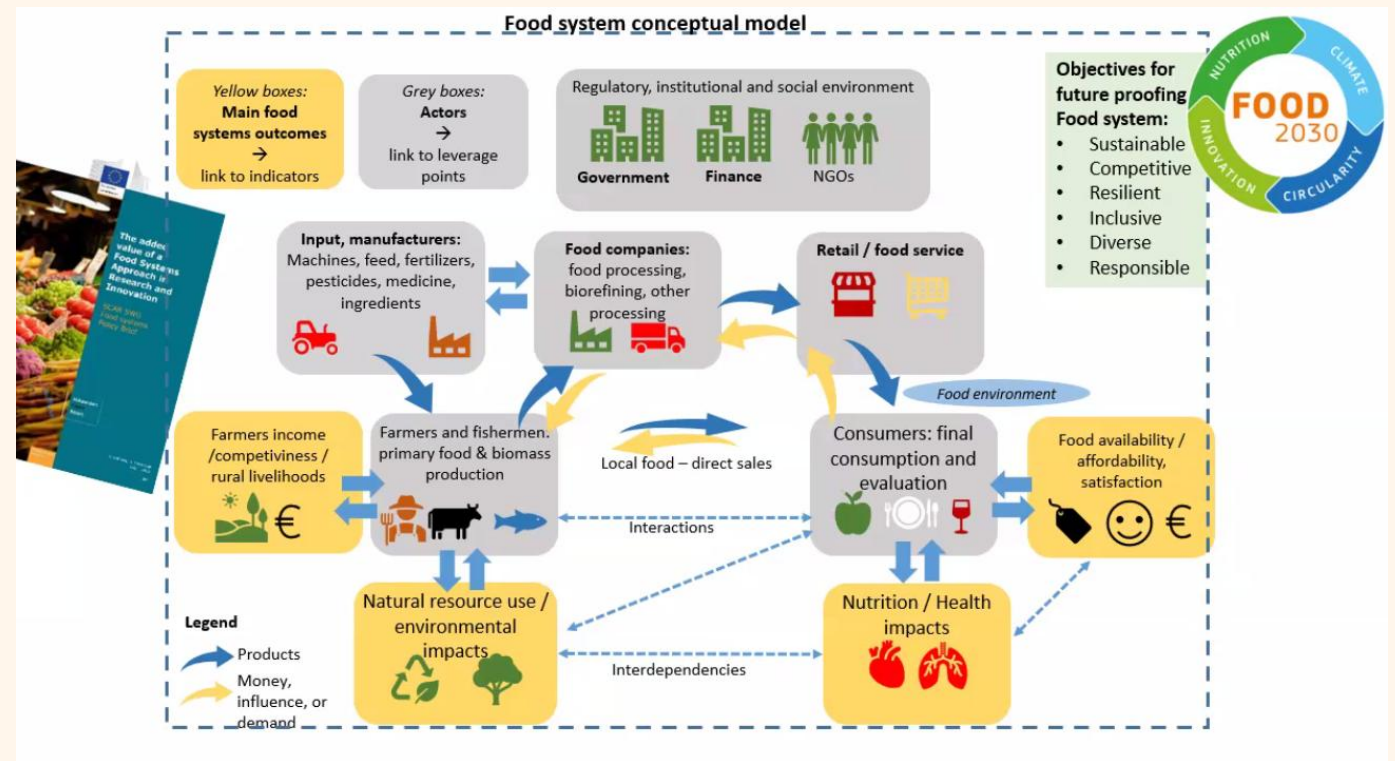 Food system conceptual model
Yellow boxes:
Main food
systems outcomes
→
link to indicators
Grey boxes:
Actors
→
link to leverage
points
Regulatory, institutional and social environment
Government
Finance
NGOs
Objectives for
future proofing
Food system:
• Sustainable
• Competitive
• Resilient
• Inclusive
• Diverse
• Responsible
NUTRITION
CLIMATE
CIRCULARITY
INNOVATION
FOOD
2030
The added
value of a
Food Systems
Approach in
Research and
Innovation
SCAR SWG
Food systems
Policy Brief
Input, manufacturers:
Machines, feed, fertilizers,
pesticides, medicine,
ingredients
Food companies:
food processing,
biorefining, other
processing
Retail / food service
Food environment
Farmers income
/competiviness /
rural livelihoods
€
Farmers and fishermen:
primary food & biomass
production
Local food – direct sales
Interactions
Consumers: final
consumption and
evaluation
Food availability /
affordability,
satisfaction
€
Natural resource use /
environmental
impacts
Interdependencies
Nutrition / Health
impacts
Legend
Products
Money,
influence, or
demand